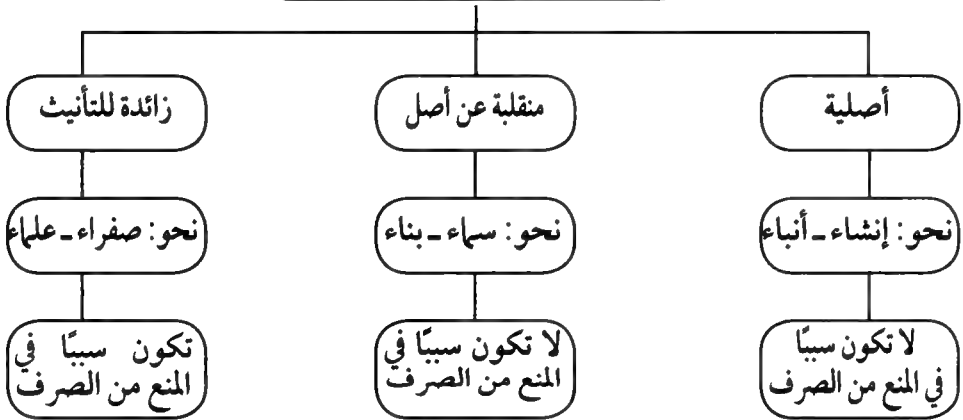 أصلية
منقلبة عن أصل
زائدة للتأنيث
نحو: إنشاء - أنباء
نحو: سماء - بناء
نحو: صفراء - علماء
لا تكون سببًا
في المنع من الصرف
لا تكون سببًا في
المنع من الصرف
تكون سببًا في
المنع من الصرف